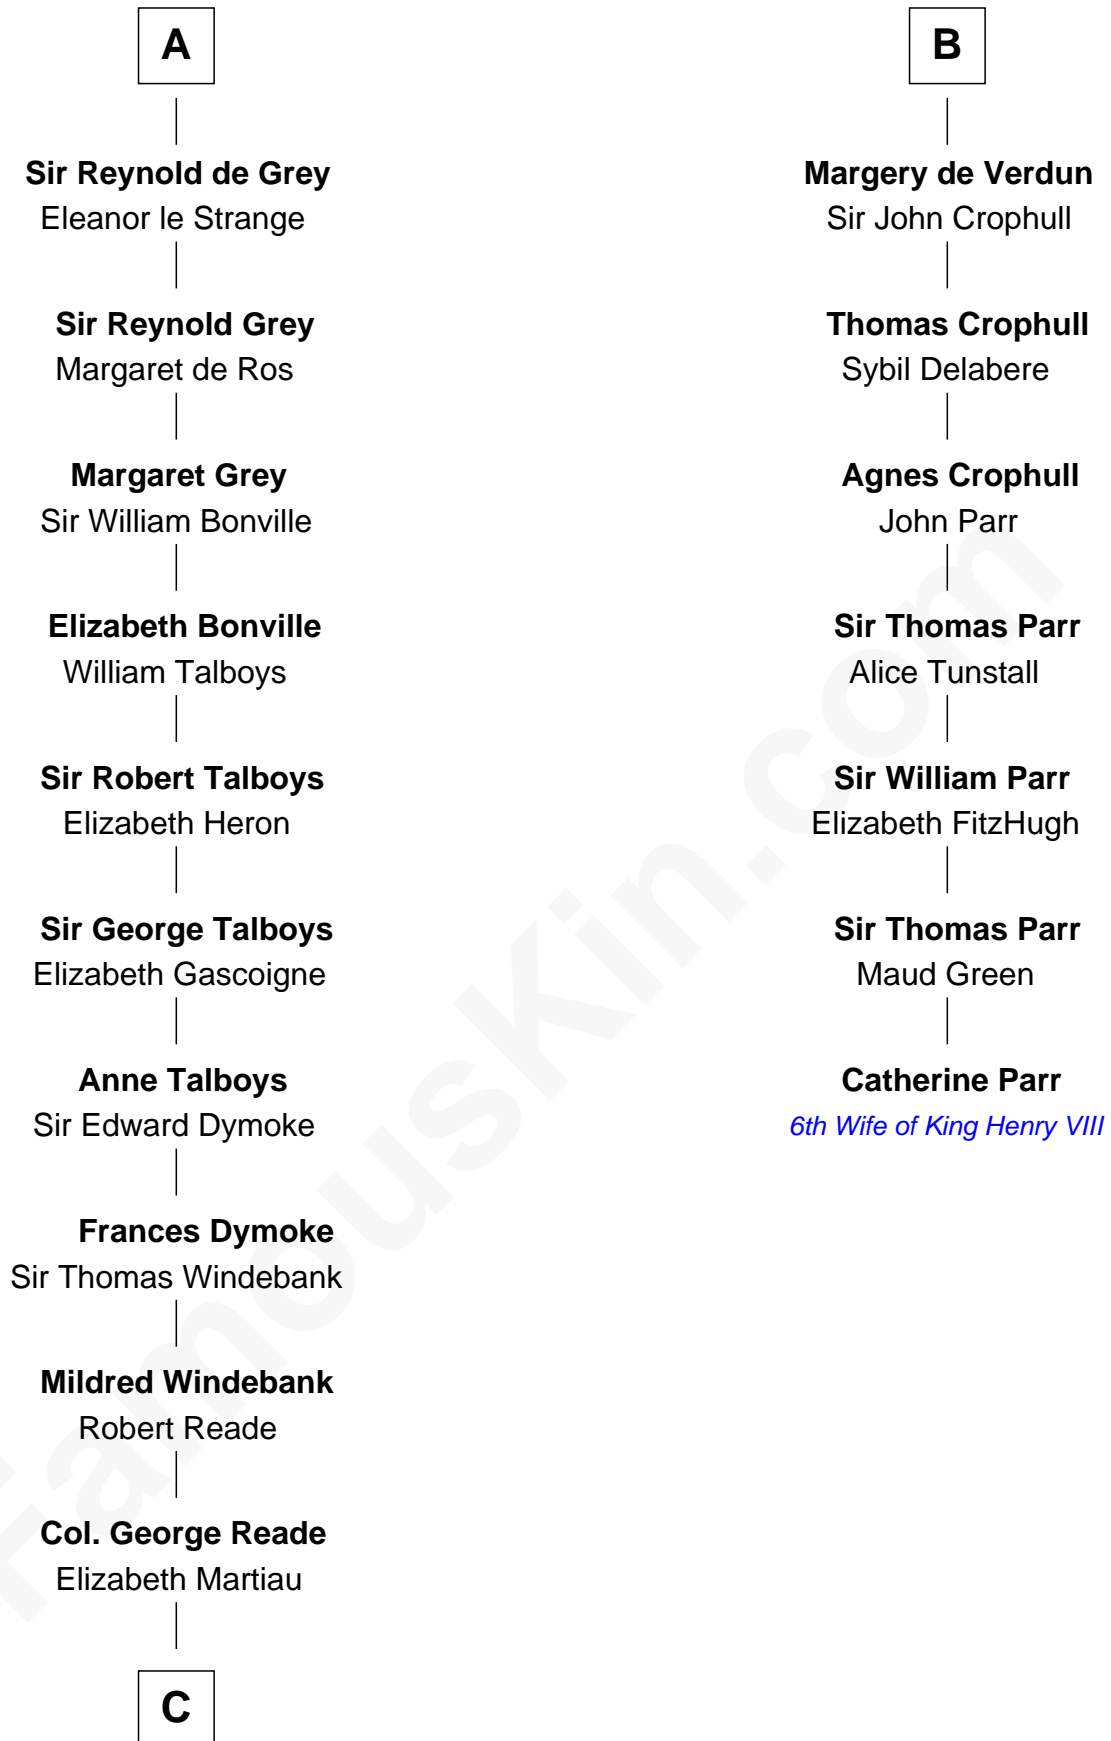 A
Sir Reynold de Grey
Eleanor le Strange
Sir Reynold Grey
Margaret de Ros
Margaret Grey
Sir William Bonville
Elizabeth Bonville
William Talboys
Sir Robert Talboys
Elizabeth Heron
Sir George Talboys
Elizabeth Gascoigne
Anne Talboys
Sir Edward Dymoke
Frances Dymoke
Sir Thomas Windebank
Mildred Windebank
Robert Reade
Col. George Reade
Elizabeth Martiau
C
B
Margery de Verdun
Sir John Crophull
Thomas Crophull
Sybil Delabere
Agnes Crophull
John Parr
Sir Thomas Parr
Alice Tunstall
Sir William Parr
Elizabeth FitzHugh
Sir Thomas Parr
Maud Green
Catherine Parr
6th Wife of King Henry VIII
FamousKin.com